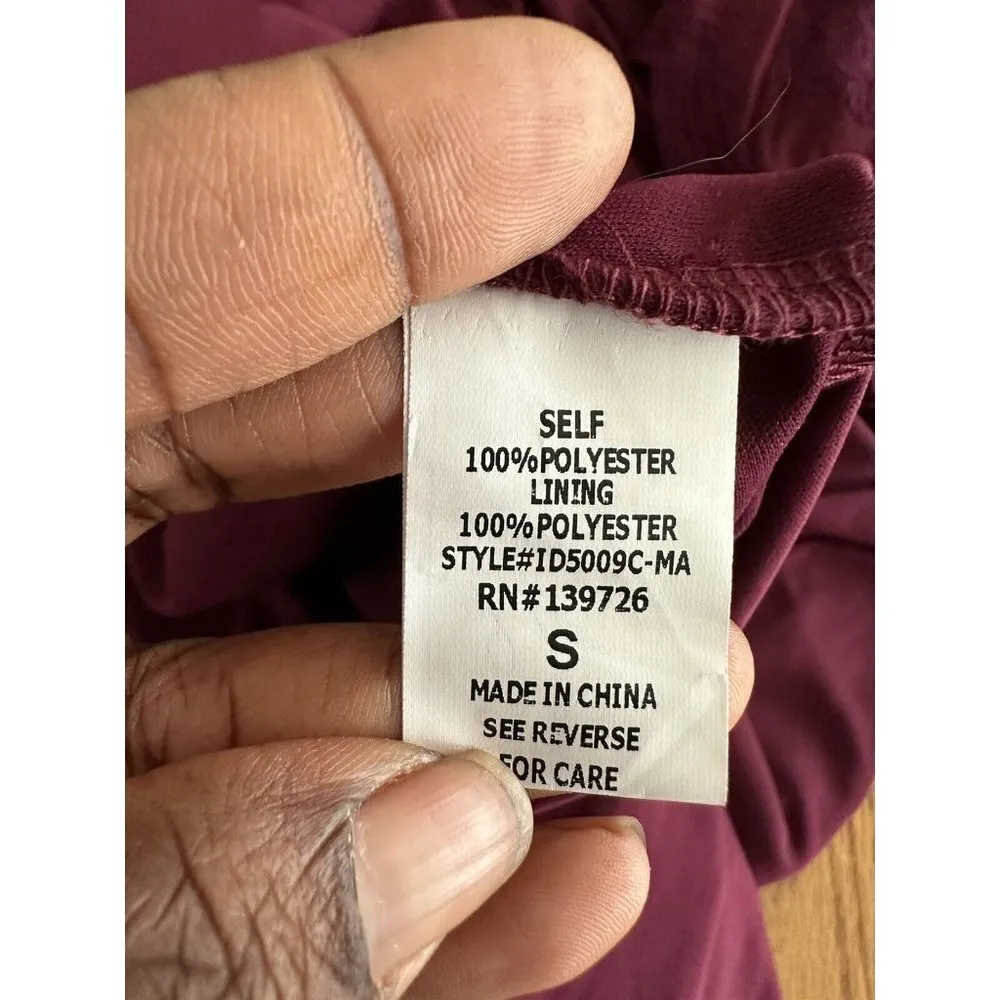 SELF
100%POLYESTER
LINING
100%POLYESTER
STYLE#ID5009C-MA
RN#139726
S
MADE IN CHINA
SEE REVERSE
FOR CARE